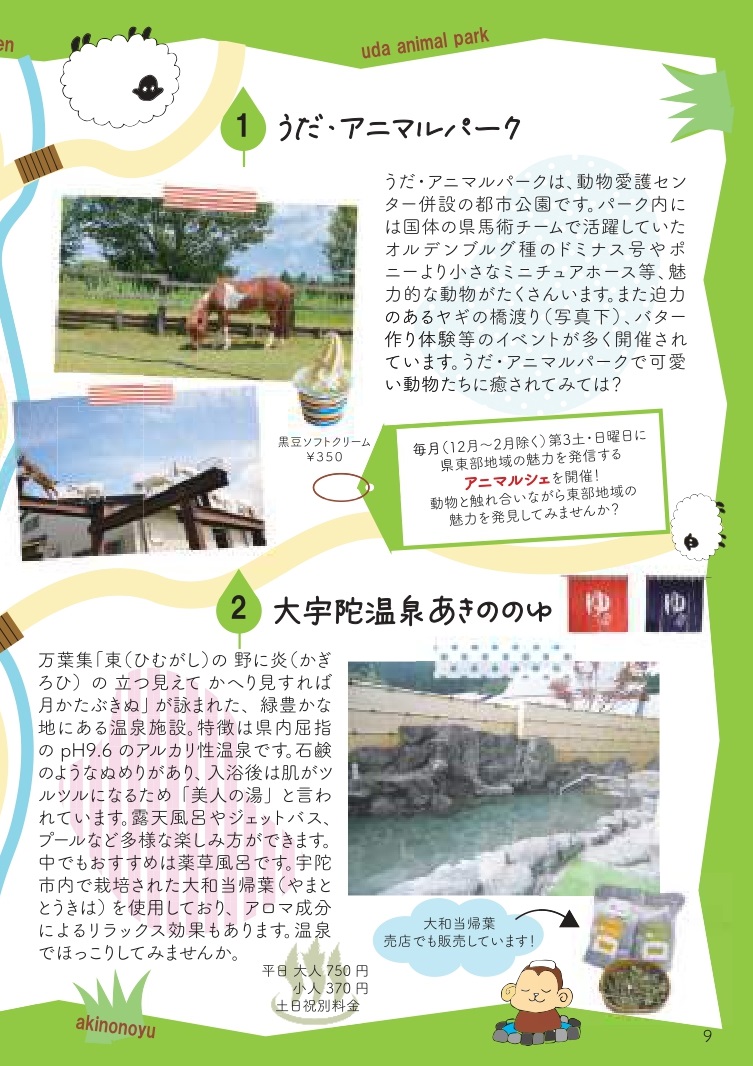 en
uda animal park
1 うだ・アニマルパーク
うだ・アニマルパークは、動物愛護セン
ター併設の都市公園です。パーク内に
は国体の県馬術チームで活躍していた
オルデンブルグ種のドミナス号やポ
ニーより小さなミニチュアホース等、魅
力的な動物がたくさんいます。また迫力
のあるヤギの橋渡り（写真下）、バター
作り体験等のイベントが多く開催され
ています。うだ・アニマルパークで可愛
い動物たちに癒されてみては？
黒豆ソフトクリーム
¥350
毎月（12月～2月除く）第3土・日曜日に
県東部地域の魅力を発信する
アニマルシェを開催！
動物と触れ合いながら東部地域の
魅力を発見してみませんか？
2 大宇陀温泉あきののゆ
ゆ
ゆ
万葉集「東（ひむがし）の 野に炎（かぎ
ろひ） の 立つ見えて かへり見すれば
月かたぶきぬ」が詠まれた、緑豊かな
地にある温泉施設。特徴は県内屈指
の pH9.6 のアルカリ性温泉です。石鹸
のようなぬめりがあり、入浴後は肌がツ
ルツルになるため「美人の湯」と言わ
れています。露天風呂やジェットバス、
プールなど多様な楽しみ方ができます。
中でもおすすめは薬草風呂です。宇陀
市内で栽培された大和当帰葉（やまと
とうきは）を使用しており、アロマ成分
によるリラックス効果もあります。温泉
でほっこりしてみませんか。
平日 大人 750 円
小人 370 円
土日祝別料金
大和当帰葉
売店でも販売しています！
akinonoyu
9